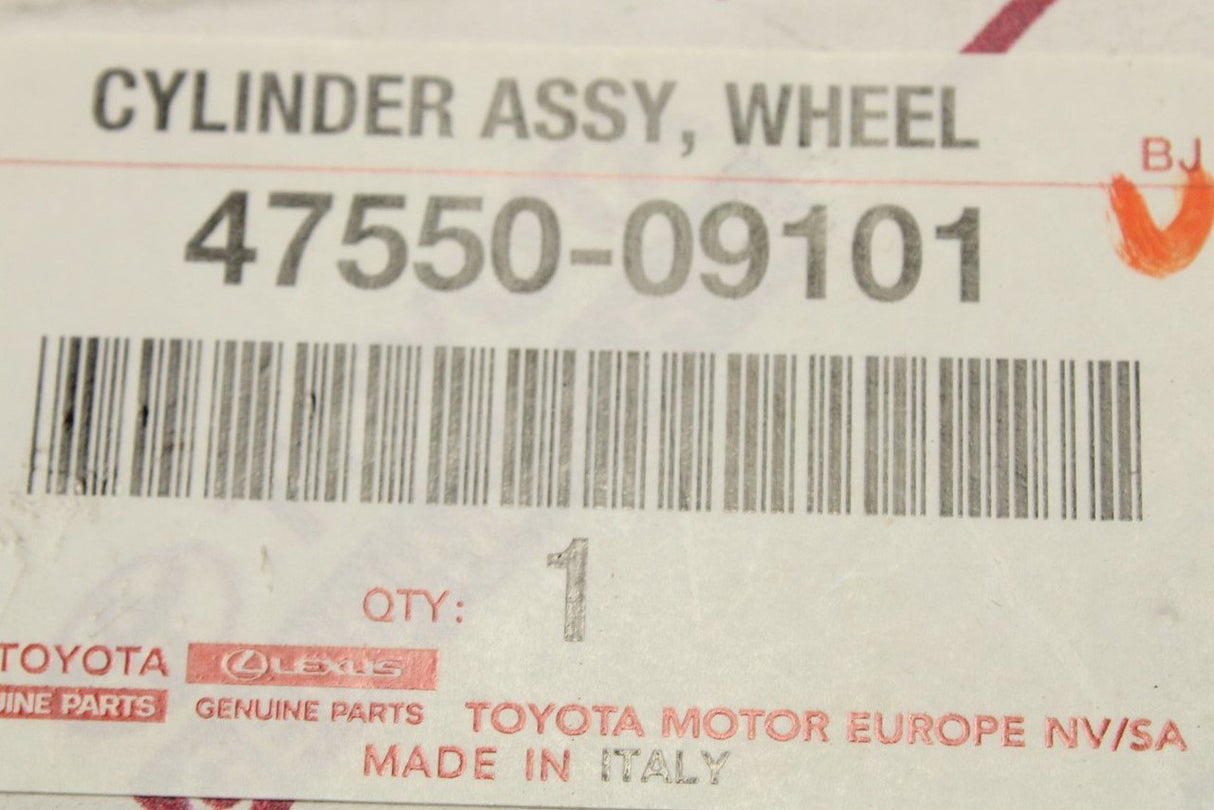 CYLINDER ASSY, WHEEL
BJ
47550-09101
QTY: 1
TOYOTA LEXUS
PARTS GENUINE PARTS
TOYOTA MOTOR EUROPE NV/SA
MADE IN ITALY